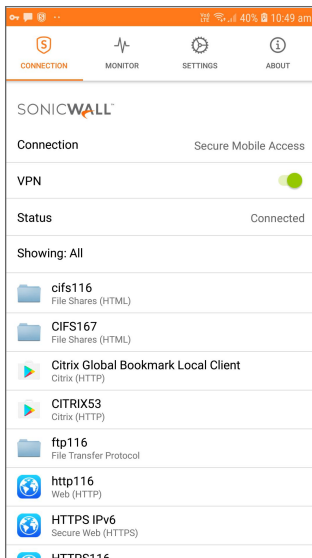 40% 10:49 am
CONNECTION
MONITOR
SETTINGS
ABOUT
SONICWALL™
Connection
Secure Mobile Access
VPN
Status
Connected
Showing: All
cifs116
File Shares (HTML)
CIFS167
File Shares (HTML)
Citrix Global Bookmark Local Client
Citrix (HTTP)
CITRIX53
Citrix (HTTP)
ftp116
File Transfer Protocol
http116
Web (HTTP)
HTTPS IPv6
Secure Web (HTTPS)
HTTPS116